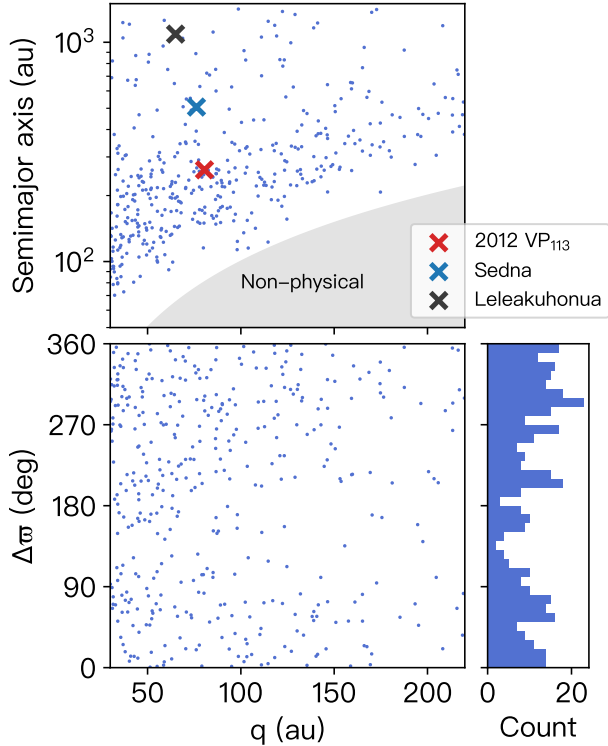 Semimajor axis (au)
10³
10²
Non-physical
2012 VP₁₁₃
Sedna
Leleakuhonua
Δϖ (deg)
360
270
180
90
0
50 100 150 200
q (au)
0 20
Count